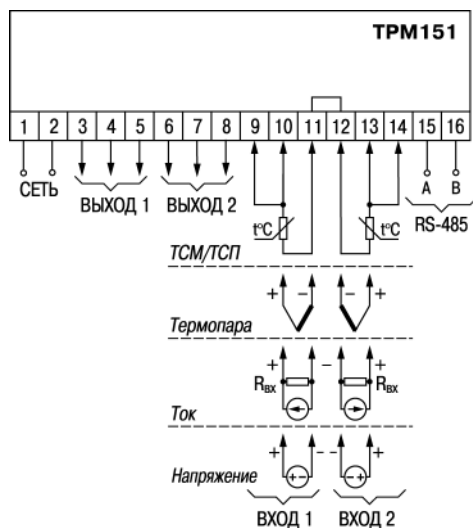 ТРМ151
1 2 3 4 5 6 7 8 9 10 11 12 13 14 15 16
СЕТЬ ВЫХОД 1 ВЫХОД 2 A B
RS-485
t°C t°C
ТСМ/ТСП
+ - - +
Термопара
+ - +
Rвх Rвх
Ток
+ - - +
+ - - +
Напряжение
ВХОД 1 ВХОД 2